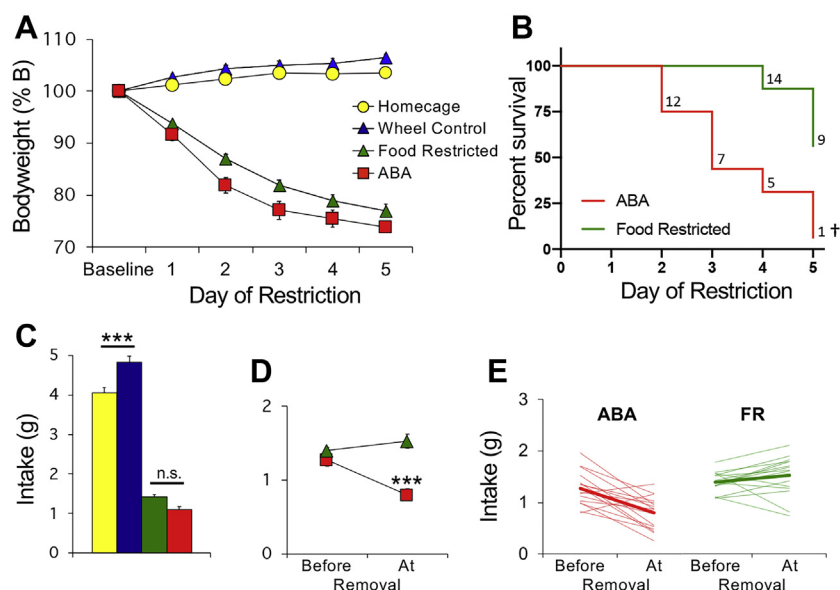 A
Bodyweight (% B)
110
100
90
80
70
Homecage
Wheel Control
Food Restricted
ABA
Baseline 1 2 3 4 5
Day of Restriction
B
Percent survival
100
75
50
25
0
14
12
9
7
5
1 †
ABA
Food Restricted
0 1 2 3 4 5
Day of Restriction
C
Intake (g)
5
4
3
2
1
0
***
n.s.
D
2
1
0
***
Before At
Removal
E
Intake (g)
3
2
1
0
ABA FR
Before At Before At
Removal Removal